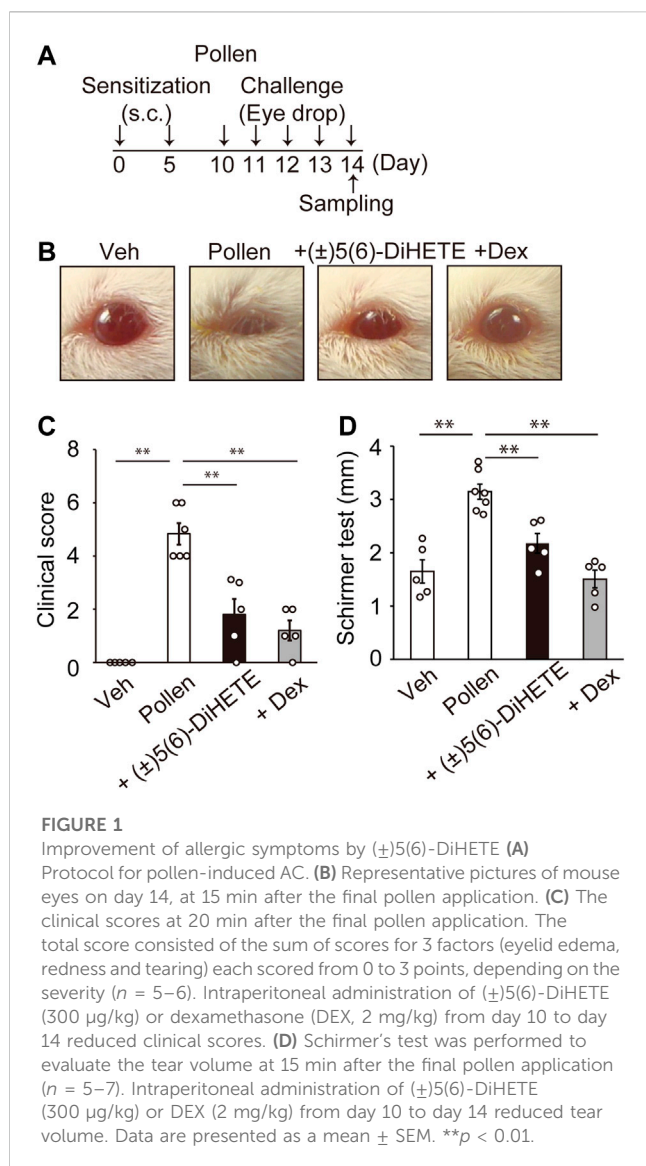 A
Pollen
Sensitization Challenge
(s.c.) (Eye drop)
↓ ↓ ↓ ↓ ↓ ↓ ↓
0 5 10 11 12 13 14 (Day)
↑
Sampling
B Veh Pollen +(±)5(6)-DiHETE +Dex
C
Clinical score
8
6
4
2
0
** ** **
Veh
Pollen
+ (±)5(6)-DiHETE
+ Dex
D
Schirmer test (mm)
4
3
2
1
0
** ** **
Veh
Pollen
+ (±)5(6)-DiHETE
+ Dex
FIGURE 1
Improvement of allergic symptoms by (±)5(6)-DiHETE (A)
Protocol for pollen-induced AC. (B) Representative pictures of mouse
eyes on day 14, at 15 min after the final pollen application. (C) The
clinical scores at 20 min after the final pollen application. The
total score consisted of the sum of scores for 3 factors (eyelid edema,
redness and tearing) each scored from 0 to 3 points, depending on the
severity (n = 5–6). Intraperitoneal administration of (±)5(6)-DiHETE
(300 μg/kg) or dexamethasone (DEX, 2 mg/kg) from day 10 to day
14 reduced clinical scores. (D) Schirmer's test was performed to
evaluate the tear volume at 15 min after the final pollen application
(n = 5–7). Intraperitoneal administration of (±)5(6)-DiHETE
(300 μg/kg) or DEX (2 mg/kg) from day 10 to day 14 reduced tear
volume. Data are presented as a mean ± SEM. **p < 0.01.